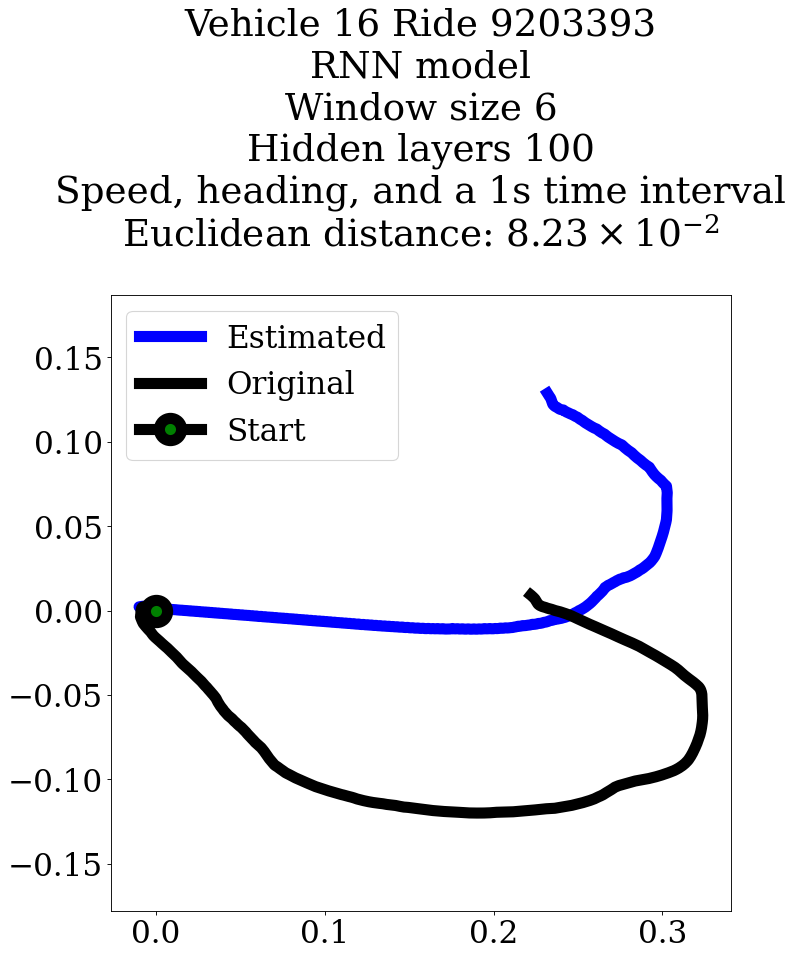 Vehicle 16 Ride 9203393
RNN model
Window size 6
Hidden layers 100
Speed, heading, and a 1s time interval
Euclidean distance: 8.23 × 10⁻²
Estimated
Original
Start
0.15
0.10
0.05
0.00
−0.05
−0.10
−0.15
0.0 0.1 0.2 0.3